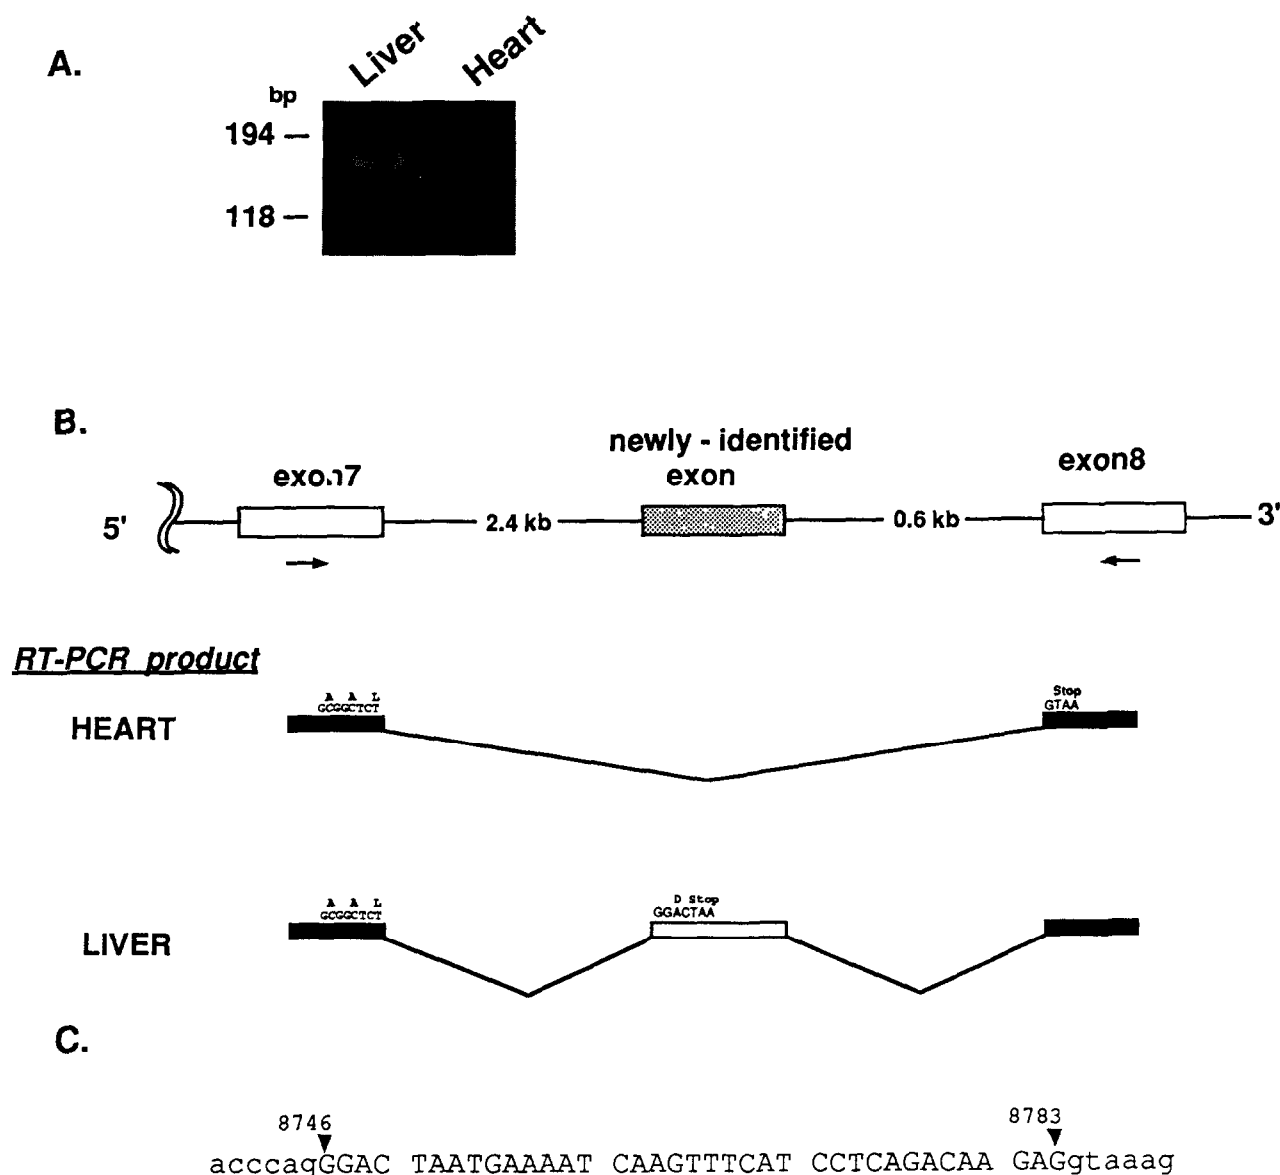 A.
Liver Heart
bp
194
118
B.
newly - identified
exon7 exon exon8
5' 2.4 kb 0.6 kb 3'
RT-PCR product
A A L Stop
GCGGCTCT GTAA
HEART
A A L D Stop
GCGGCTCT GGACTAA
LIVER
C.
8746 8783
acccaqGGAC TAATGAAAAT CAAGTTTCAT CCTCAGACAA GAGgtaaag